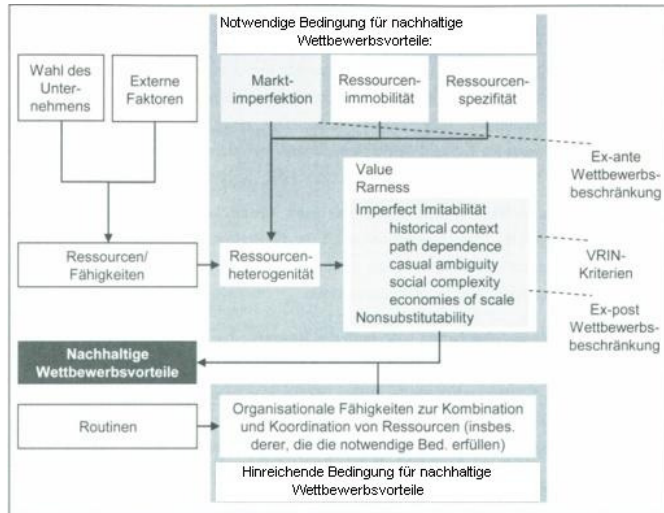 Notwendige Bedingung für nachhaltige
Wettbewerbsvorteile:
Wahl des
Unter-
nehmens
Externe
Faktoren
Markt-
imperfektion
Ressourcen-
immobilität
Ressourcen-
spezifität
Ex-ante
Wettbewerbs-
beschränkung
Value
Rarness
Imperfect Imitabilität
historical context
path dependence
casual ambiguity
social complexity
economies of scale
Nonsubstitutability
Ressourcen/
Fähigkeiten
Ressourcen-
heterogenität
VRIN-
Kriterien
Ex-post
Wettbewerbs-
beschränkung
Nachhaltige
Wettbewerbsvorteile
Routinen
Organisationale Fähigkeiten zur Kombination
und Koordination von Ressourcen (insbes.
derer, die die notwendige Bed. erfüllen)
Hinreichende Bedingung für nachhaltige
Wettbewerbsvorteile